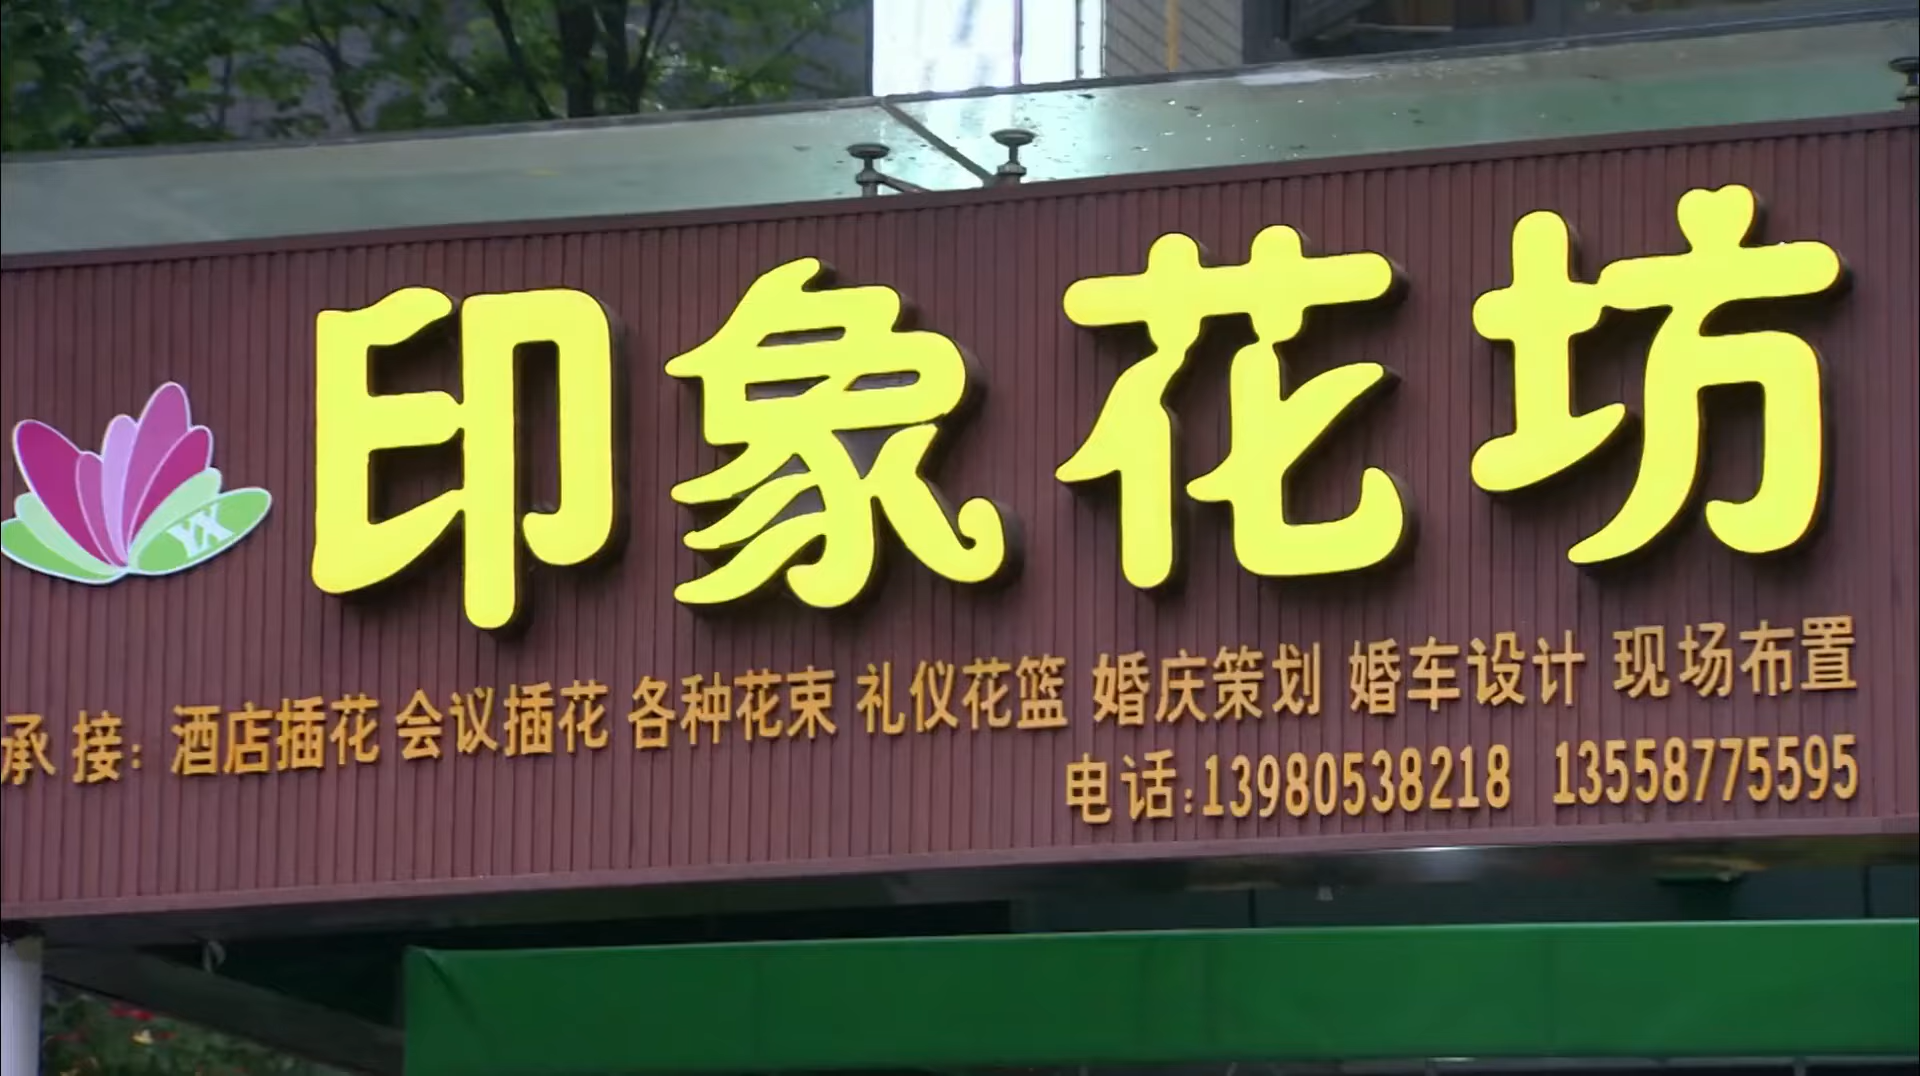 印象花坊
YX
承接：酒店插花 会议插花 各种花束 礼仪花篮 婚庆策划 婚车设计 现场布置
电话:13980538218 13558775595